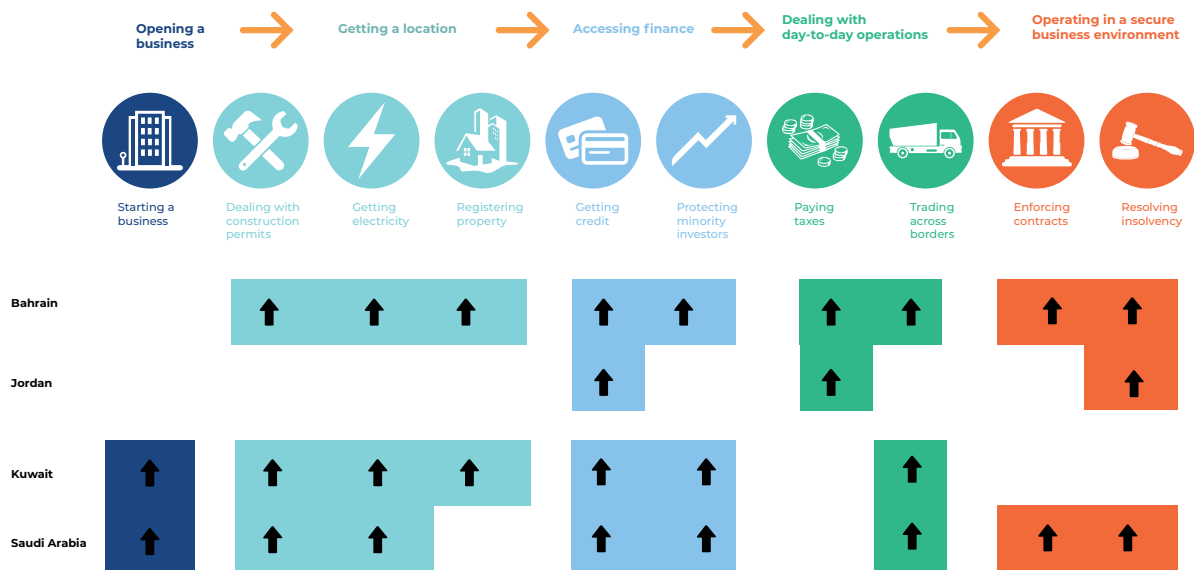 Opening a
business
Getting a location
Accessing finance
Dealing with
day-to-day operations
Operating in a secure
business environment
Starting a
business
Dealing with
construction
permits
Getting
electricity
Registering
property
Getting
credit
Protecting
minority
investors
Paying
taxes
Trading
across
borders
Enforcing
contracts
Resolving
insolvency
Bahrain
Jordan
Kuwait
Saudi Arabia